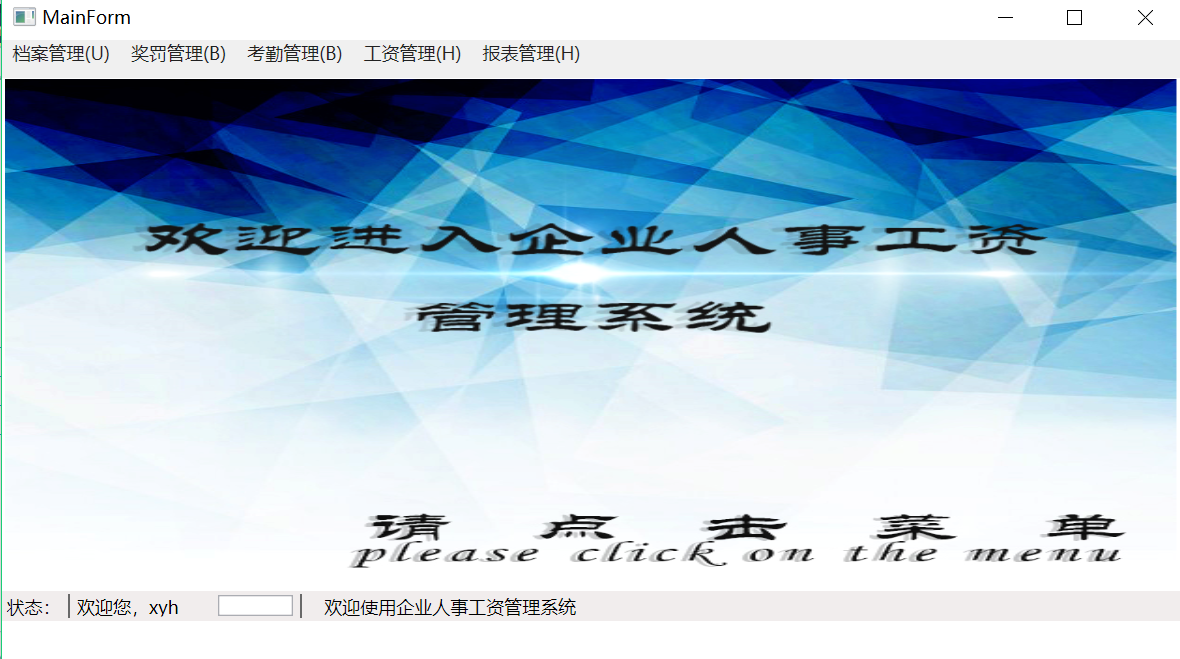 MainForm
档案管理(U) 奖罚管理(B) 考勤管理(B) 工资管理(H) 报表管理(H)
欢迎进入企业人事工资
管理系统
请点击菜单
please click on the menu
状态： 欢迎您，xyh 欢迎使用企业人事工资管理系统